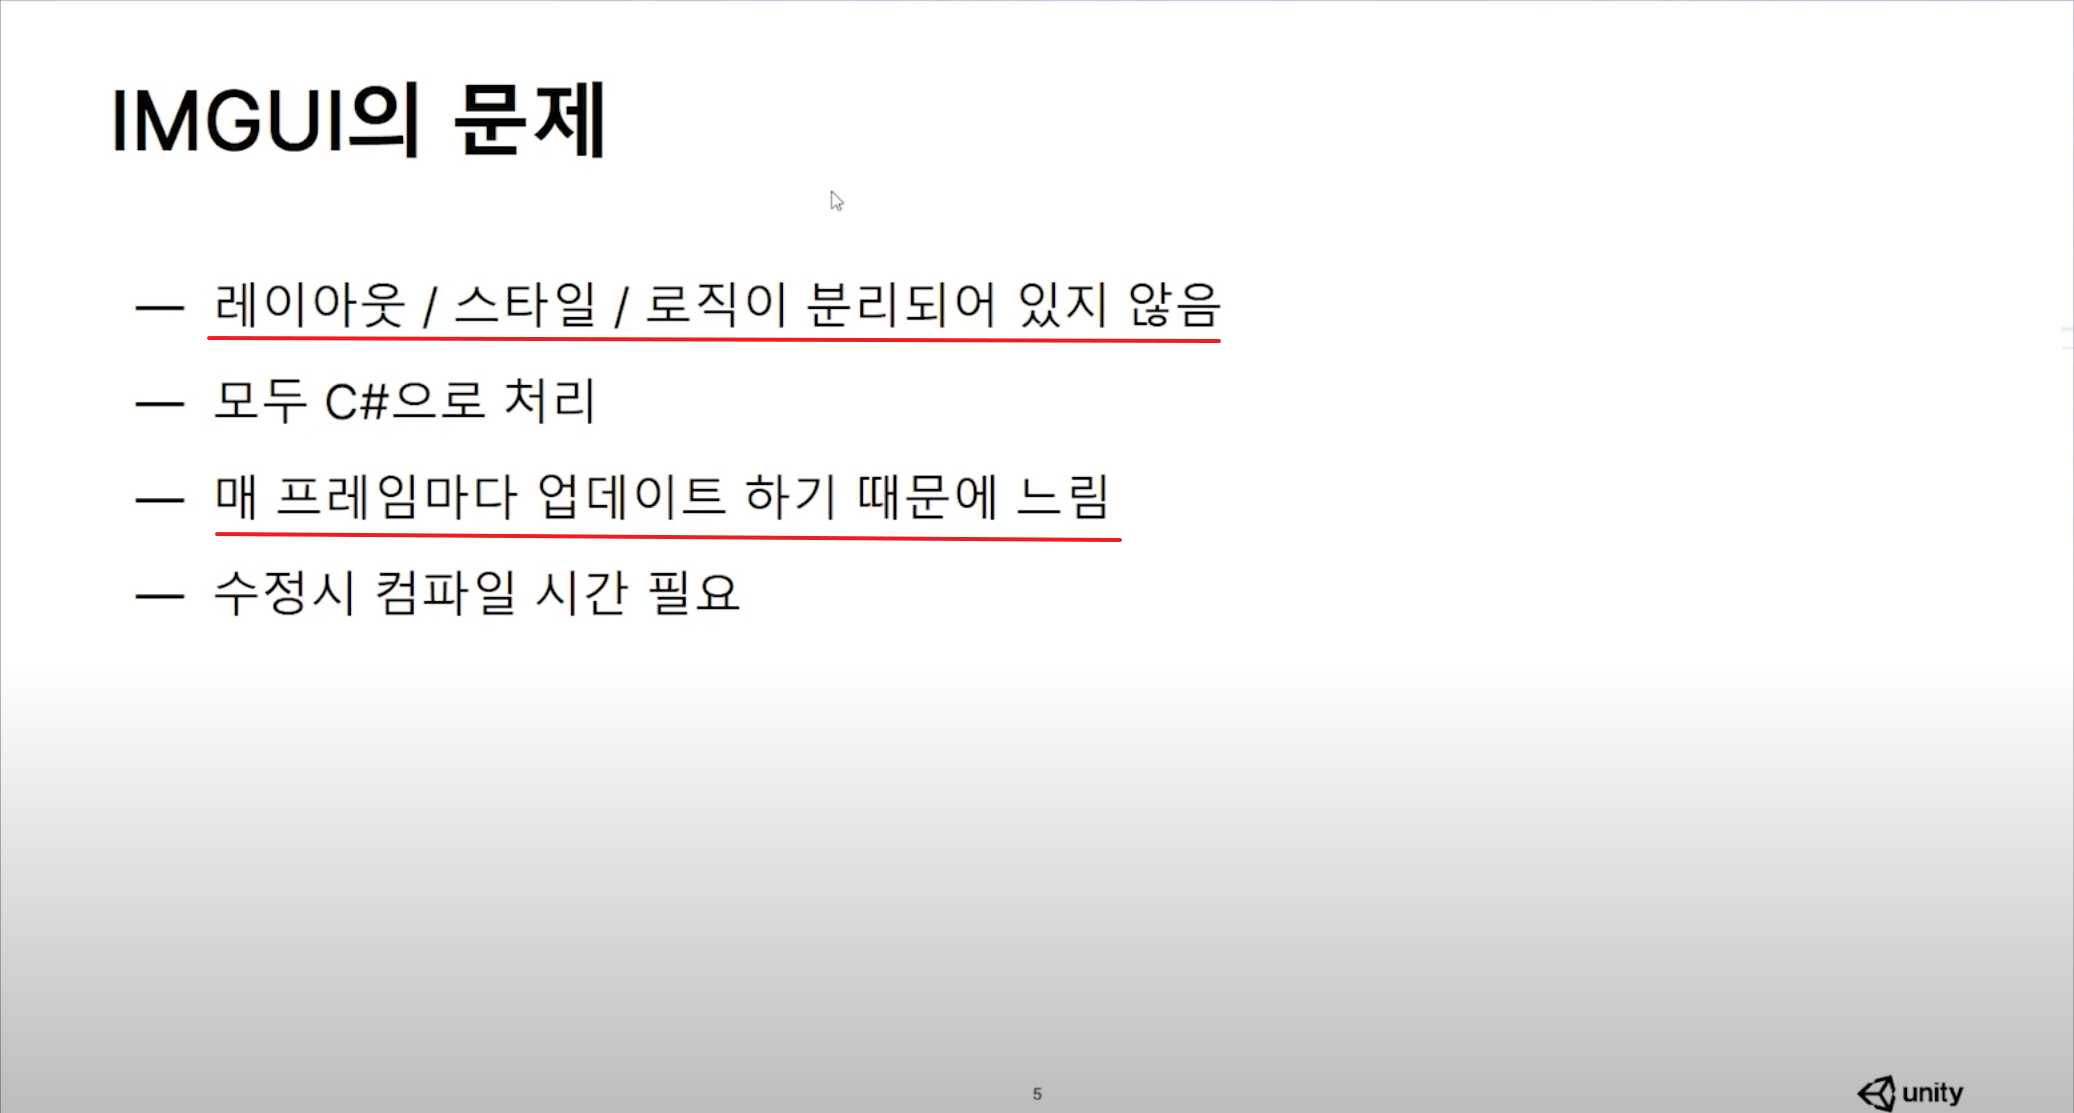 IMGUI의 문제
— 레이아웃 / 스타일 / 로직이 분리되어 있지 않음
— 모두 C#으로 처리
— 매 프레임마다 업데이트 하기 때문에 느림
— 수정시 컴파일 시간 필요
5
unity